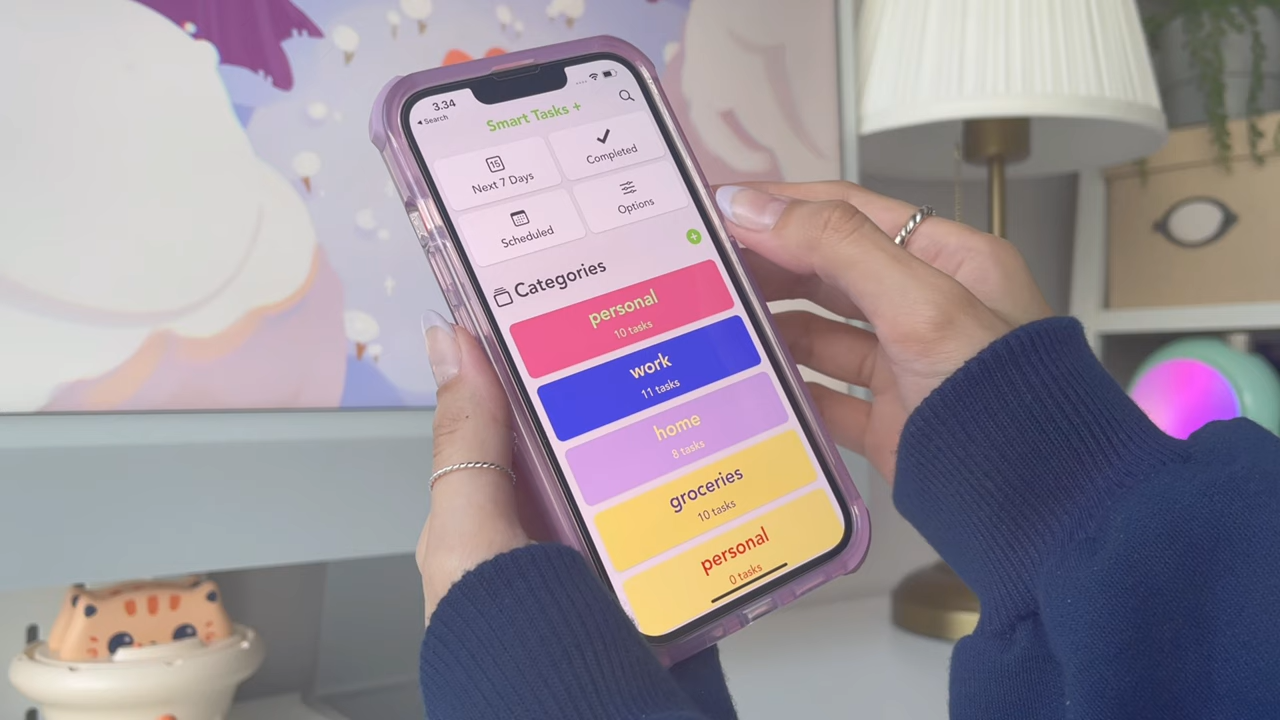 3.34
◀ Search
Smart Tasks +
15
Next 7 Days
Completed
Scheduled
Options
Categories
personal
10 tasks
work
11 tasks
home
8 tasks
groceries
10 tasks
personal
0 tasks